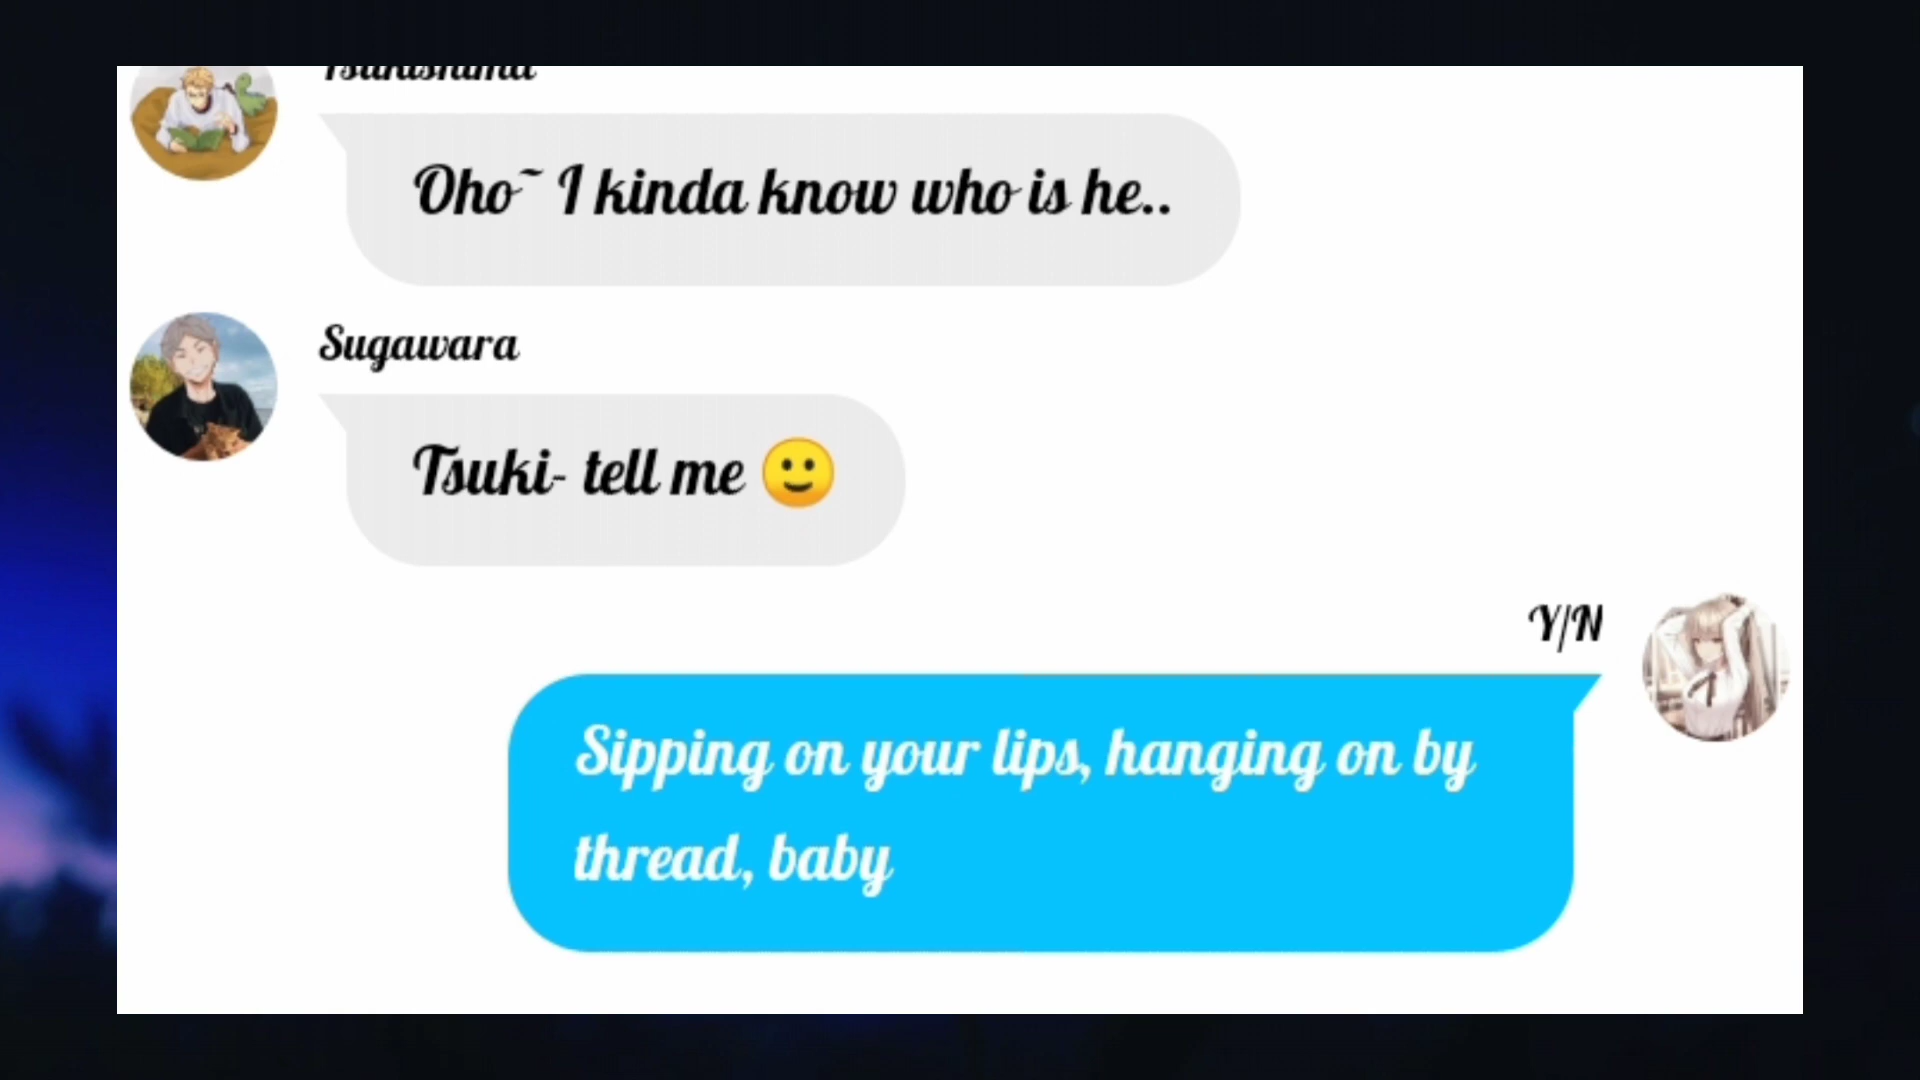 Tsukishima
Oho~ I kinda know who is he..
Sugawara
Tsuki- tell me 🙂
Y/N
Sipping on your lips, hanging on by
thread, baby